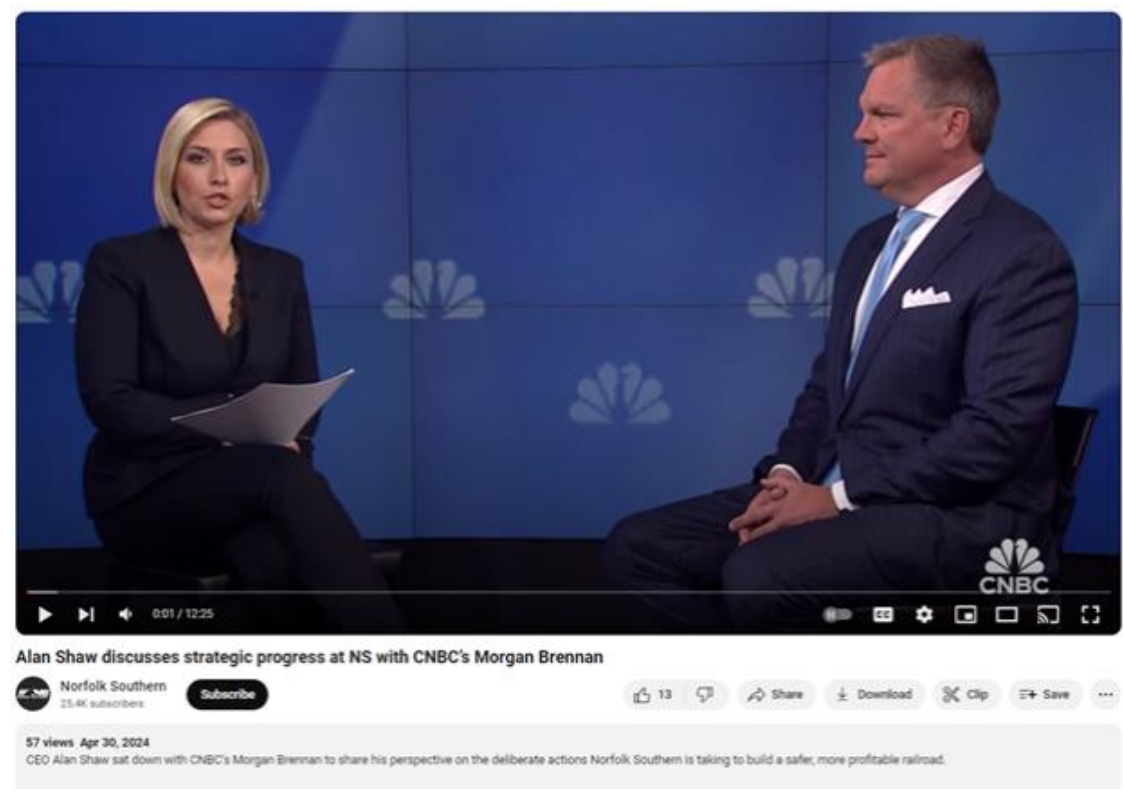 CNBC
0:01 / 12:25
CC
Alan Shaw discusses strategic progress at NS with CNBC's Morgan Brennan
Norfolk Southern
25.4K subscribers
Subscribe
13
Share
Download
Clip
Save
57 views Apr 30, 2024
CEO Alan Shaw sat down with CNBC's Morgan Brennan to share his perspective on the deliberate actions Norfolk Southern is taking to build a safer, more profitable railroad.